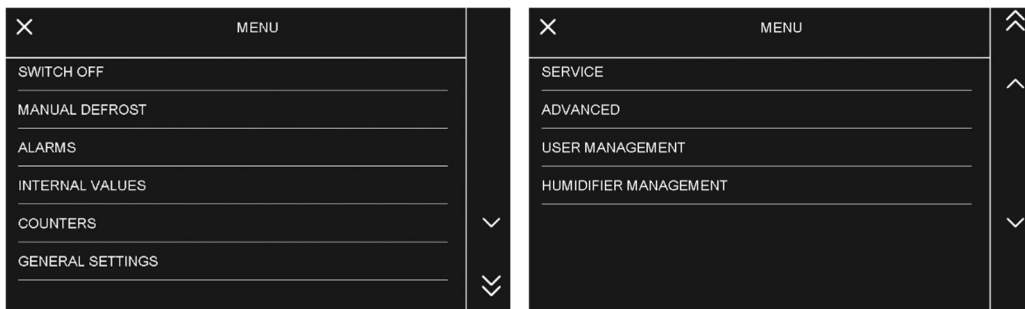 MENU
SWITCH OFF
MANUAL DEFROST
ALARMS
INTERNAL VALUES
COUNTERS
GENERAL SETTINGS
MENU
SERVICE
ADVANCED
USER MANAGEMENT
HUMIDIFIER MANAGEMENT